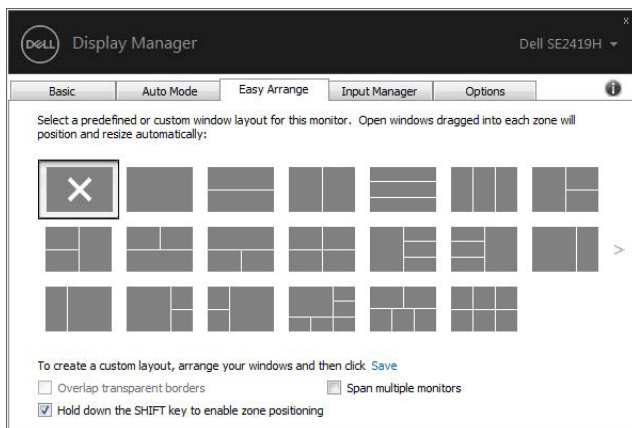 DELL Display Manager
Dell SE2419H
Basic Auto Mode Easy Arrange Input Manager Options
Select a predefined or custom window layout for this monitor. Open windows dragged into each zone will
position and resize automatically:
To create a custom layout, arrange your windows and then click Save
Overlap transparent borders Span multiple monitors
Hold down the SHIFT key to enable zone positioning